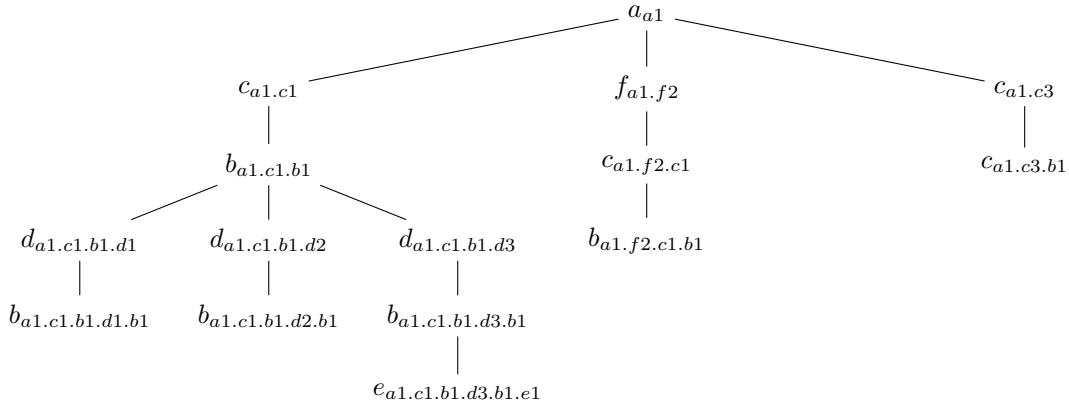 a_{a1}
c_{a1.c1} f_{a1.f2} c_{a1.c3}
b_{a1.c1.b1} c_{a1.f2.c1} c_{a1.c3.b1}
d_{a1.c1.b1.d1} d_{a1.c1.b1.d2} d_{a1.c1.b1.d3} b_{a1.f2.c1.b1}
b_{a1.c1.b1.d1.b1} b_{a1.c1.b1.d2.b1} b_{a1.c1.b1.d3.b1}
e_{a1.c1.b1.d3.b1.e1}